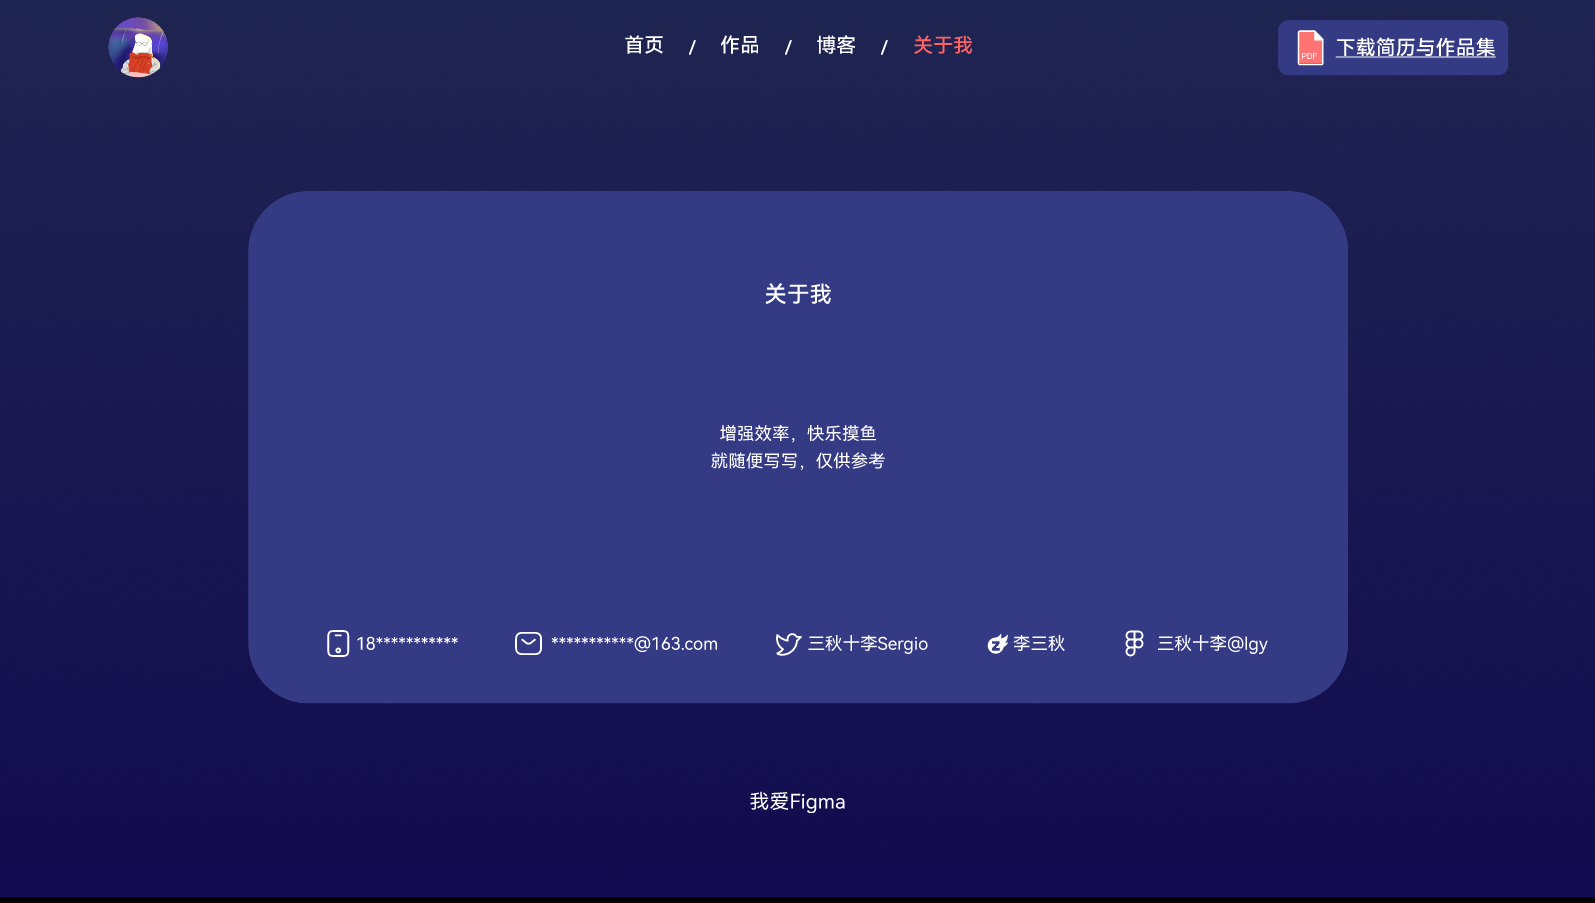 首页 / 作品 / 博客 / 关于我
PDF 下载简历与作品集
关于我
增强效率，快乐摸鱼
就随便写写，仅供参考
18*********** ***********@163.com 三秋十李Sergio 李三秋 三秋十李@lgy
我爱Figma